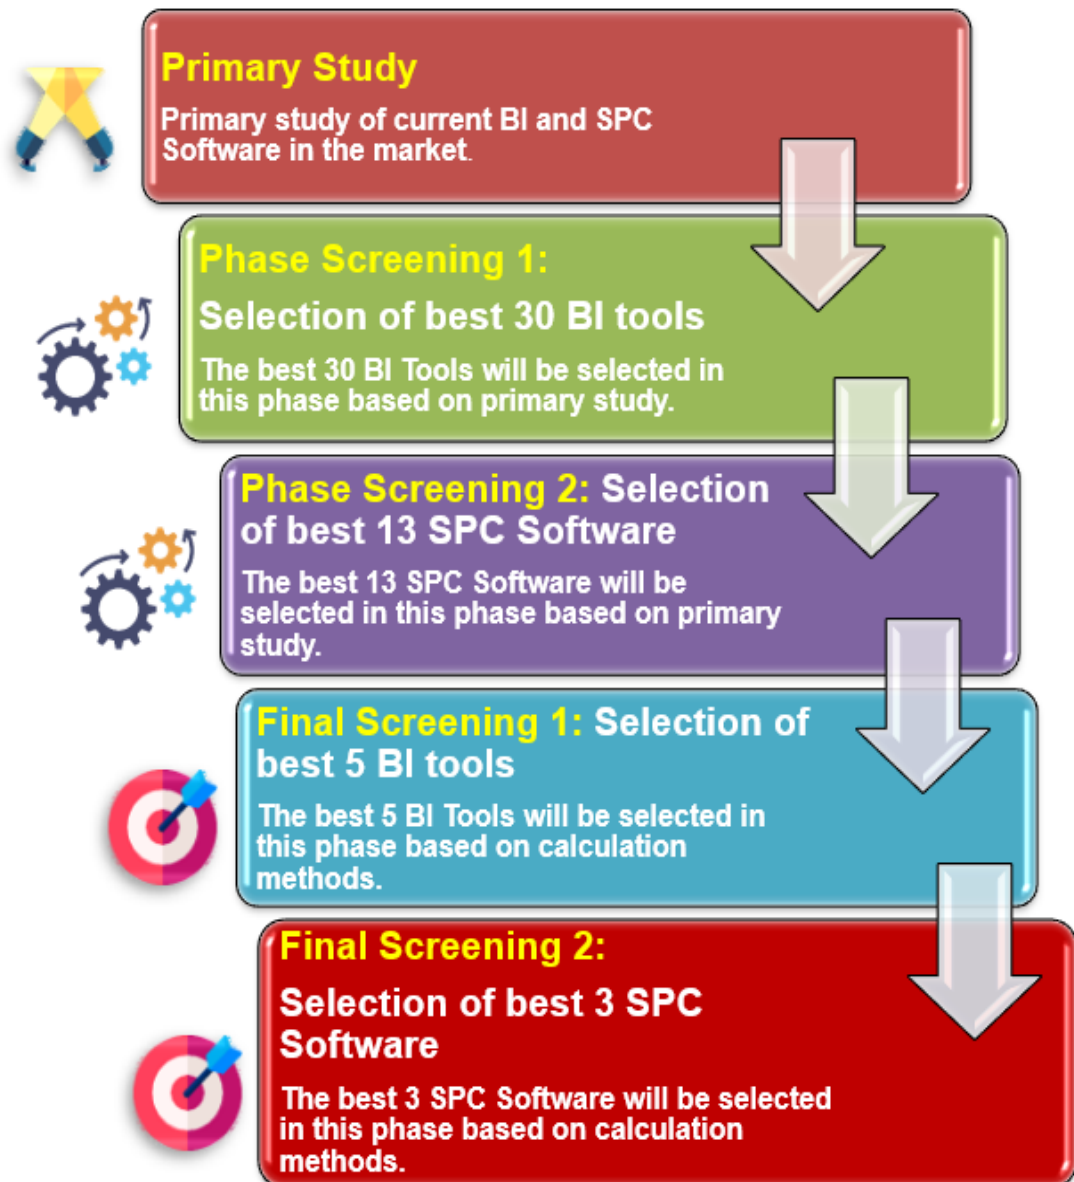 Primary Study
Primary study of current BI and SPC
Software in the market.
Phase Screening 1:
Selection of best 30 BI tools
The best 30 BI Tools will be selected in
this phase based on primary study.
Phase Screening 2: Selection
of best 13 SPC Software
The best 13 SPC Software will be
selected in this phase based on primary
study.
Final Screening 1: Selection of
best 5 BI tools
The best 5 BI Tools will be selected in
this phase based on calculation
methods.
Final Screening 2:
Selection of best 3 SPC
Software
The best 3 SPC Software will be selected
in this phase based on calculation
methods.